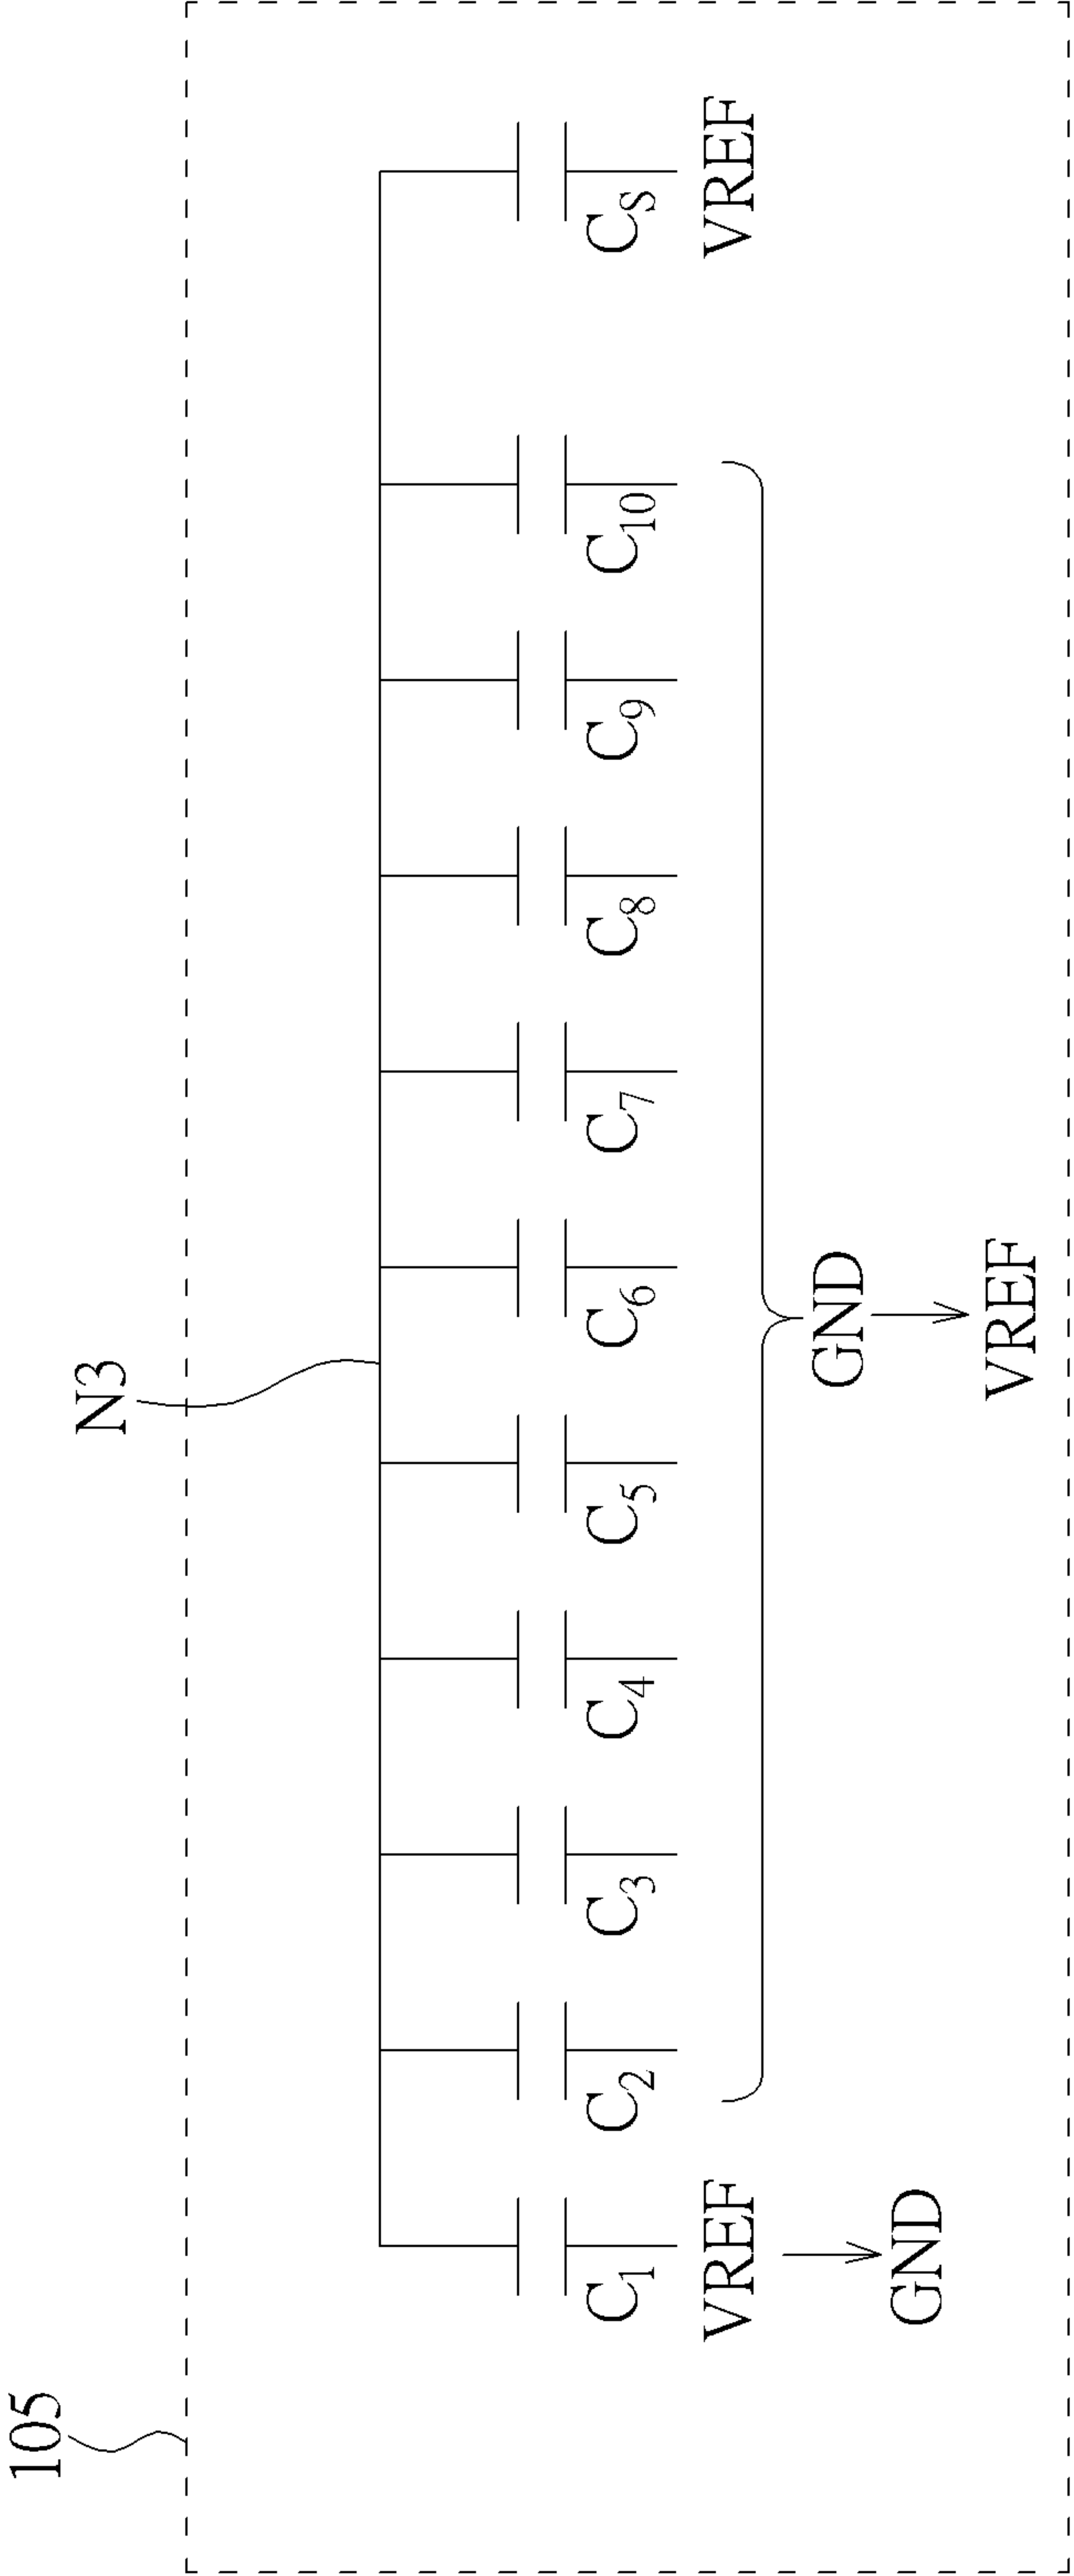 105
N3
C1 C2 C3 C4 C5 C6 C7 C8 C9 C10 CS
VREF VREF
GND
GND
VREF